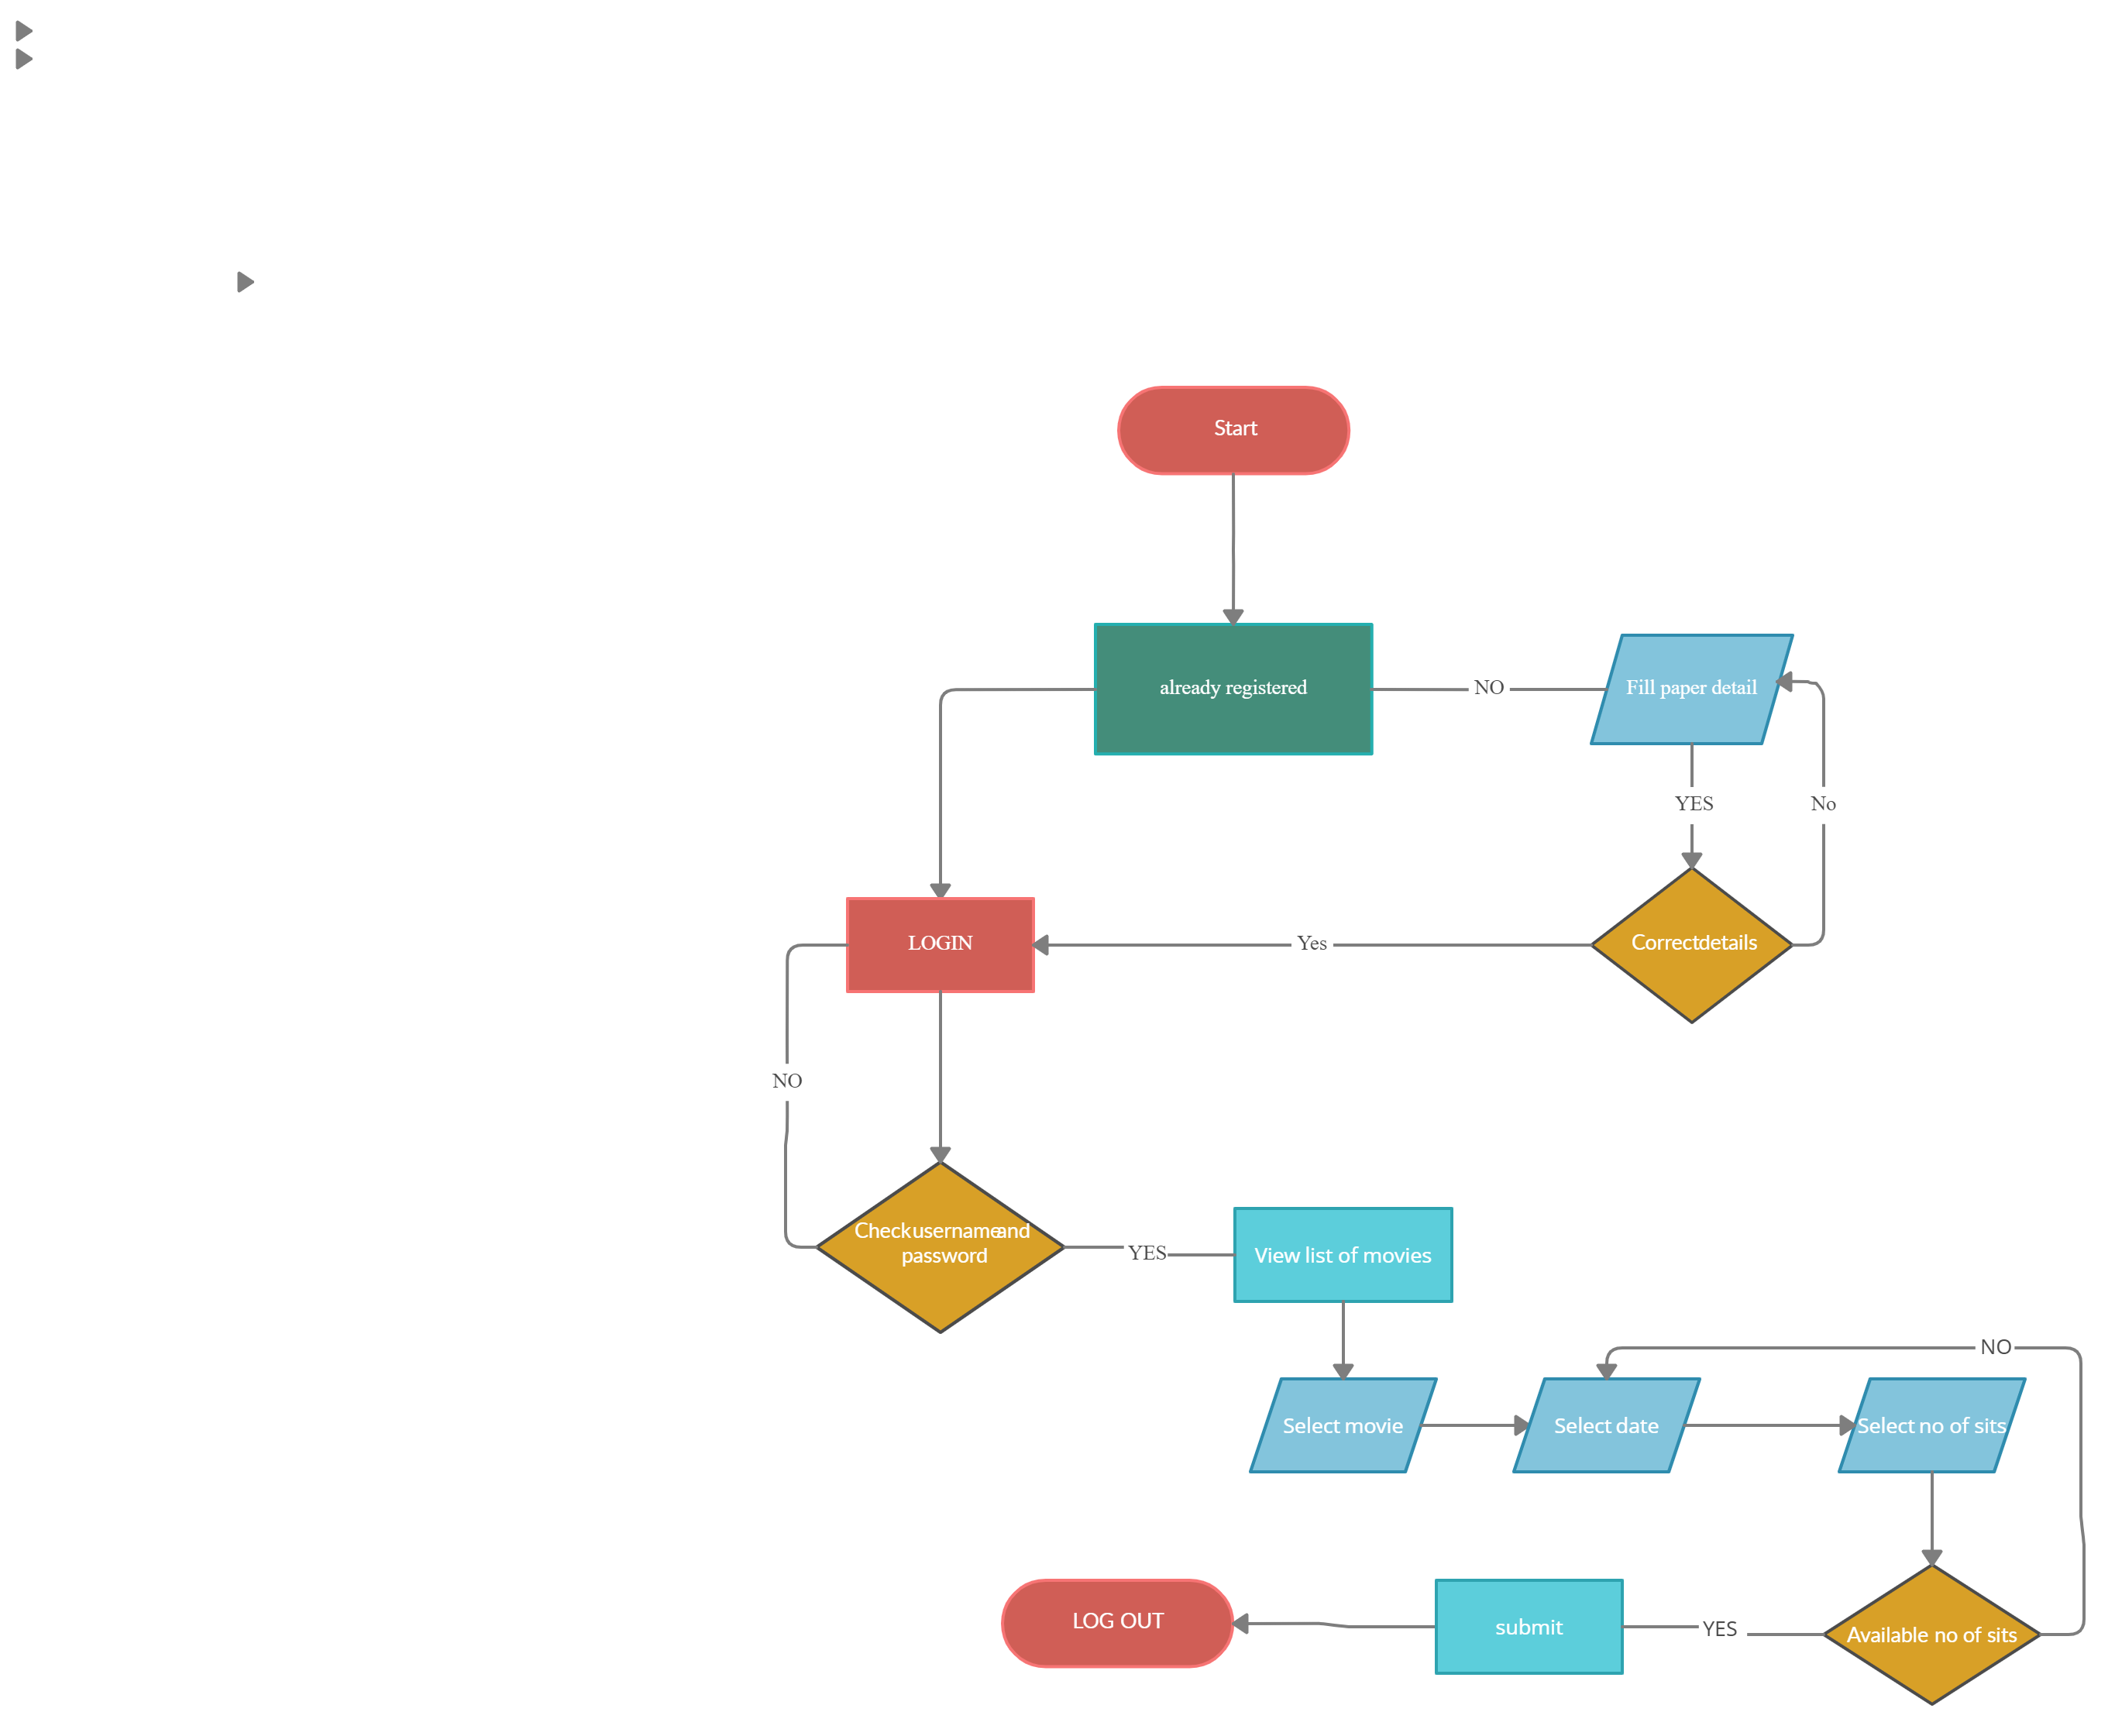 Start
already registered
NO
Fill paper detail
YES
No
LOGIN
Yes
Correctdetails
NO
Checkusernameand
password
YES
View list of movies
NO
Select movie
Select date
Select no of sits
LOG OUT
submit
YES
Available no of sits